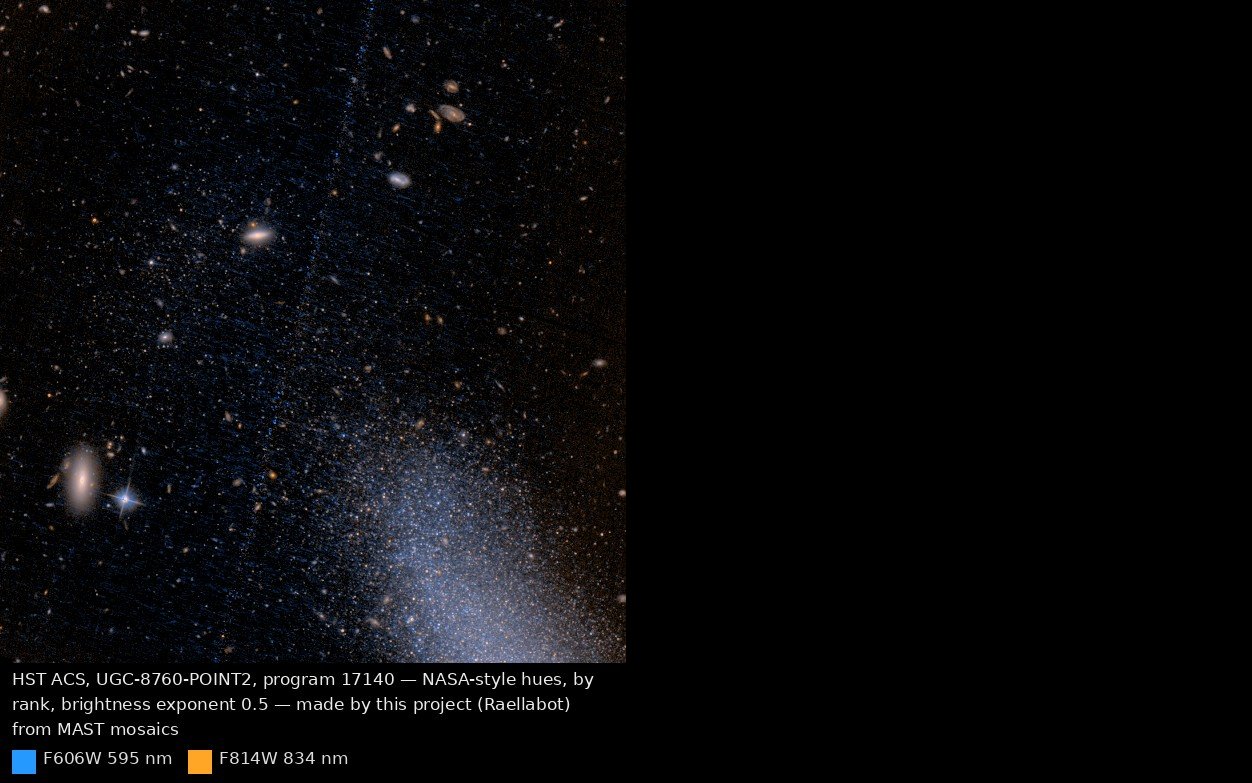 HST ACS, UGC-8760-POINT2, program 17140 — NASA-style hues, by
rank, brightness exponent 0.5 — made by this project (Raellabot)
from MAST mosaics
F606W 595 nm F814W 834 nm